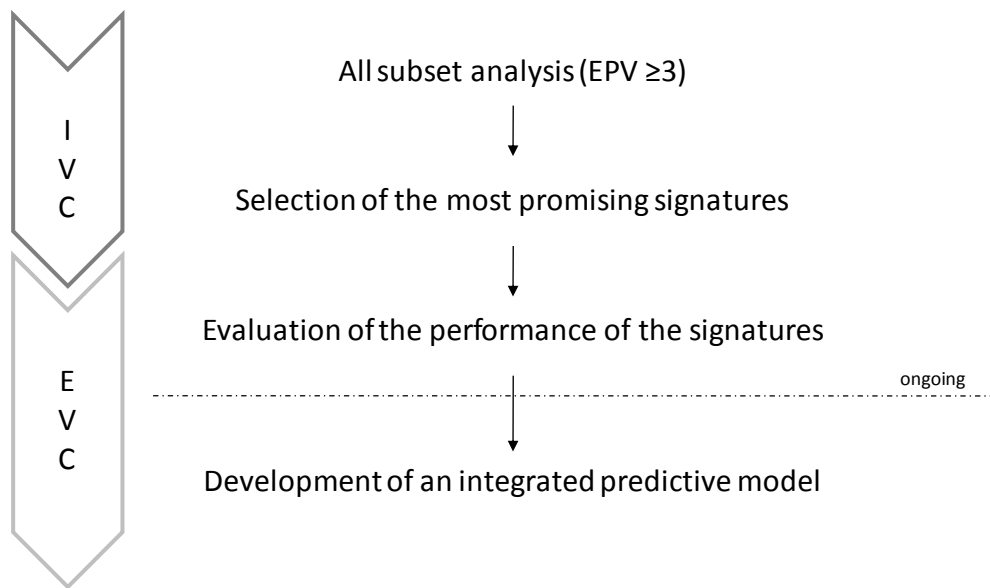 All subset analysis (EPV ≥3)
I
V
C
Selection of the most promising signatures
Evaluation of the performance of the signatures
E
V
C
ongoing
Development of an integrated predictive model